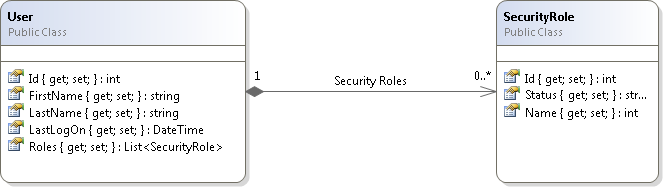 User
Public Class
Id { get; set; } : int
FirstName { get; set; } : string
LastName { get; set; } : string
LastLogOn { get; set; } : DateTime
Roles { get; set; } : List<SecurityRole>
1
Security Roles
0..*
SecurityRole
Public Class
Id { get; set; } : int
Status { get; set; } : str...
Name { get; set; } : int